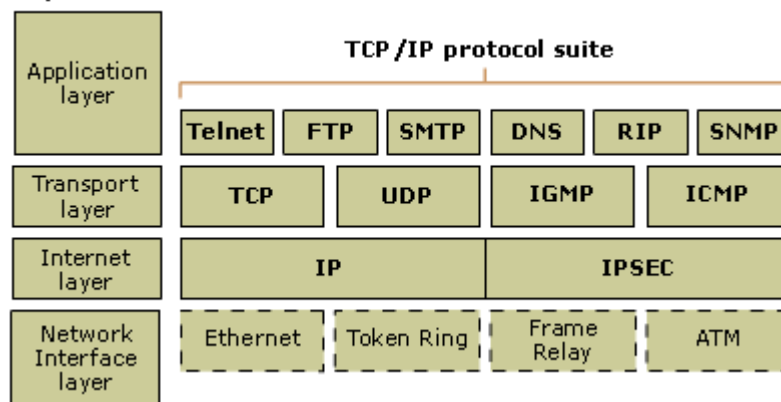 TCP/IP protocol suite
Application
layer
Telnet FTP SMTP DNS RIP SNMP
Transport
layer
TCP UDP IGMP ICMP
Internet
layer
IP IPSEC
Network
Interface
layer
Ethernet Token Ring Frame
Relay ATM